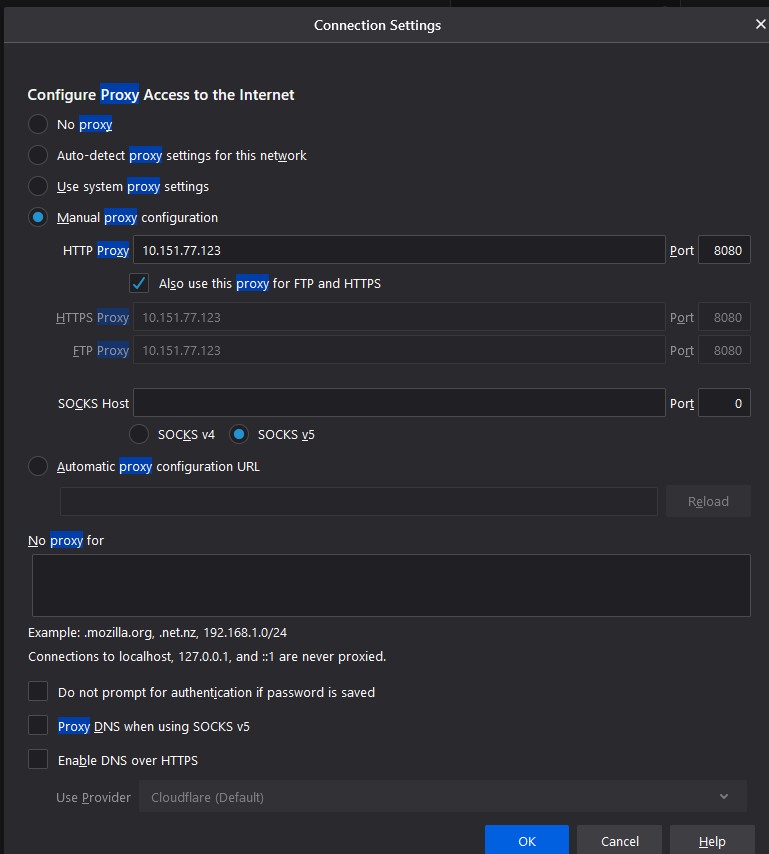 Connection Settings
Configure Proxy Access to the Internet
No proxy
Auto-detect proxy settings for this network
Use system proxy settings
Manual proxy configuration
HTTP Proxy 10.151.77.123 Port 8080
Also use this proxy for FTP and HTTPS
HTTPS Proxy 10.151.77.123 Port 8080
FTP Proxy 10.151.77.123 Port 8080
SOCKS Host Port 0
SOCKS v4 SOCKS v5
Automatic proxy configuration URL
Reload
No proxy for
Example: .mozilla.org, .net.nz, 192.168.1.0/24
Connections to localhost, 127.0.0.1, and ::1 are never proxied.
Do not prompt for authentication if password is saved
Proxy DNS when using SOCKS v5
Enable DNS over HTTPS
Use Provider Cloudflare (Default)
OK Cancel Help